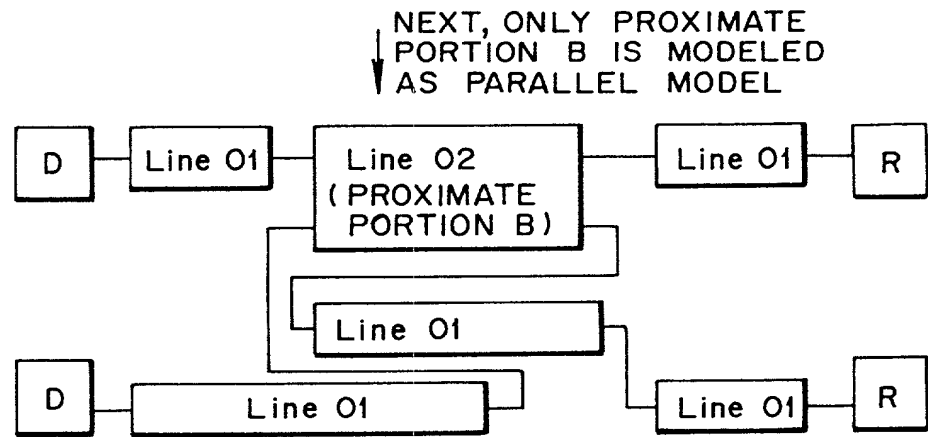 NEXT, ONLY PROXIMATE
PORTION B IS MODELED
AS PARALLEL MODEL
D
Line 01
Line 02
(PROXIMATE
PORTION B)
Line 01
R
Line 01
D
Line 01
Line 01
R